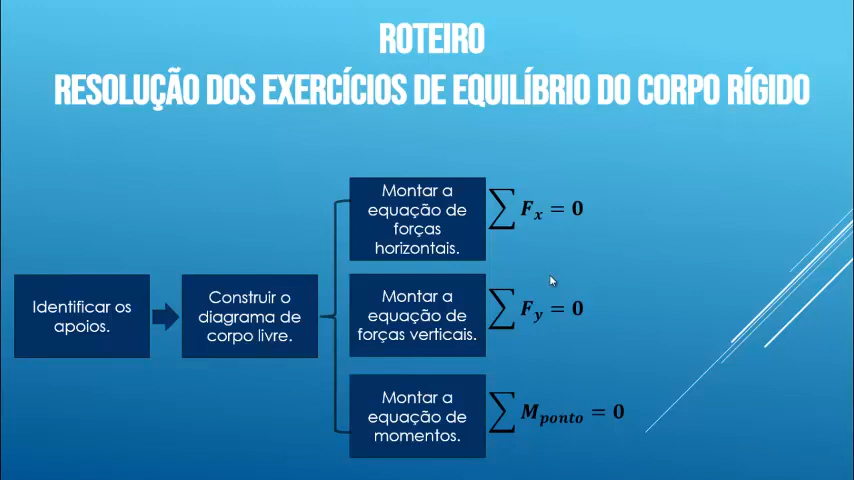 ROTEIRO
RESOLUÇÃO DOS EXERCÍCIOS DE EQUILÍBRIO DO CORPO RÍGIDO
Identificar os
apoios.
Construir o
diagrama de
corpo livre.
Montar a
equação de
forças
horizontais.
∑ Fₓ = 0
Montar a
equação de
forças verticais.
∑ F_y = 0
Montar a
equação de
momentos.
∑ M_ponto = 0